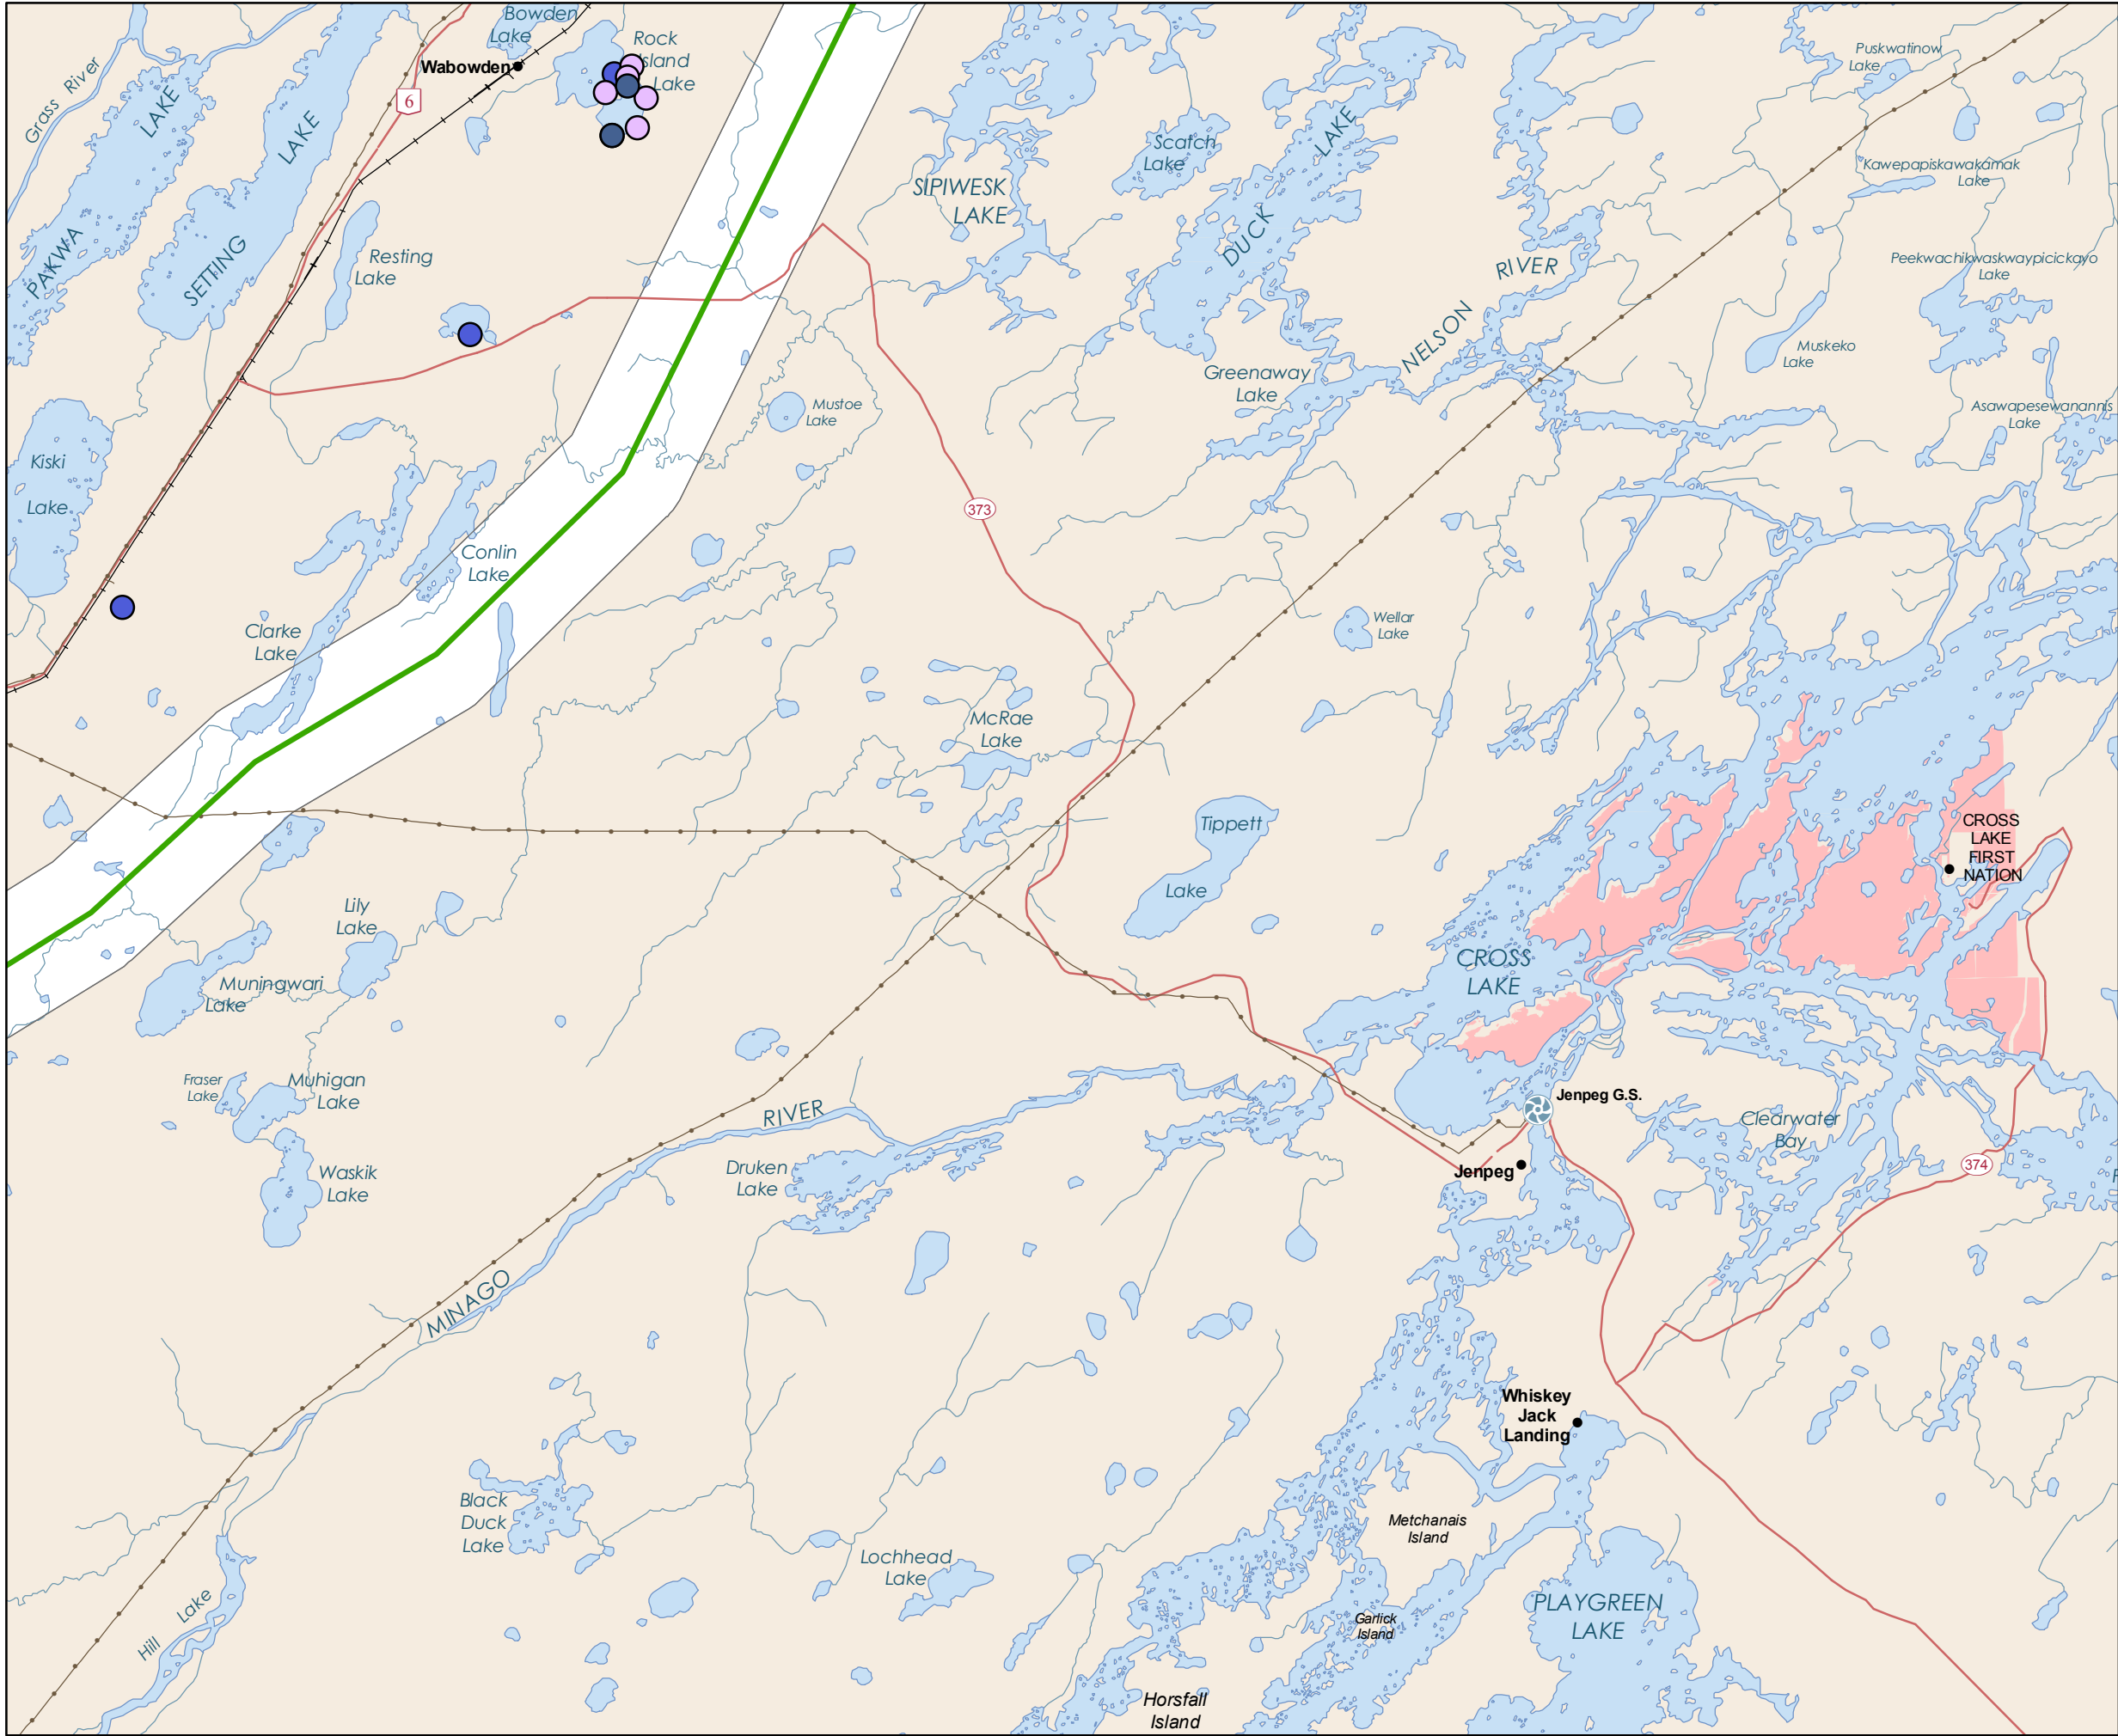 Bowden
Lake
Rock
Island
Lake
Wabowden
Grass River
6
PAKWA LAKE
SETTING LAKE
Resting
Lake
SIPIWESK
LAKE
Scatch
Lake
DUCK LAKE
Puskwatinow
Lake
Kawepapiskawakamak
Lake
Peekwachikwaskwaypicickayo
Lake
NELSON RIVER
Muskeko
Lake
Greenaway
Lake
Asawapesewanannis
Lake
Mustoe
Lake
Kiski
Lake
373
Conlin
Lake
Clarke
Lake
Wellar
Lake
McRae
Lake
Tippett
Lake
CROSS
LAKE
FIRST
NATION
Lily
Lake
Muningwari
Lake
CROSS
LAKE
Fraser
Lake
Muhigan
Lake
Waskik
Lake
MINAGO RIVER
Druken
Lake
Jenpeg G.S.
Jenpeg
Clearwater
Bay
374
Whiskey
Jack
Landing
Black
Duck
Lake
Lochhead
Lake
Metchanais
Island
Garlick
Island
PLAYGREEN
LAKE
Hill Lake
Horsfall
Island